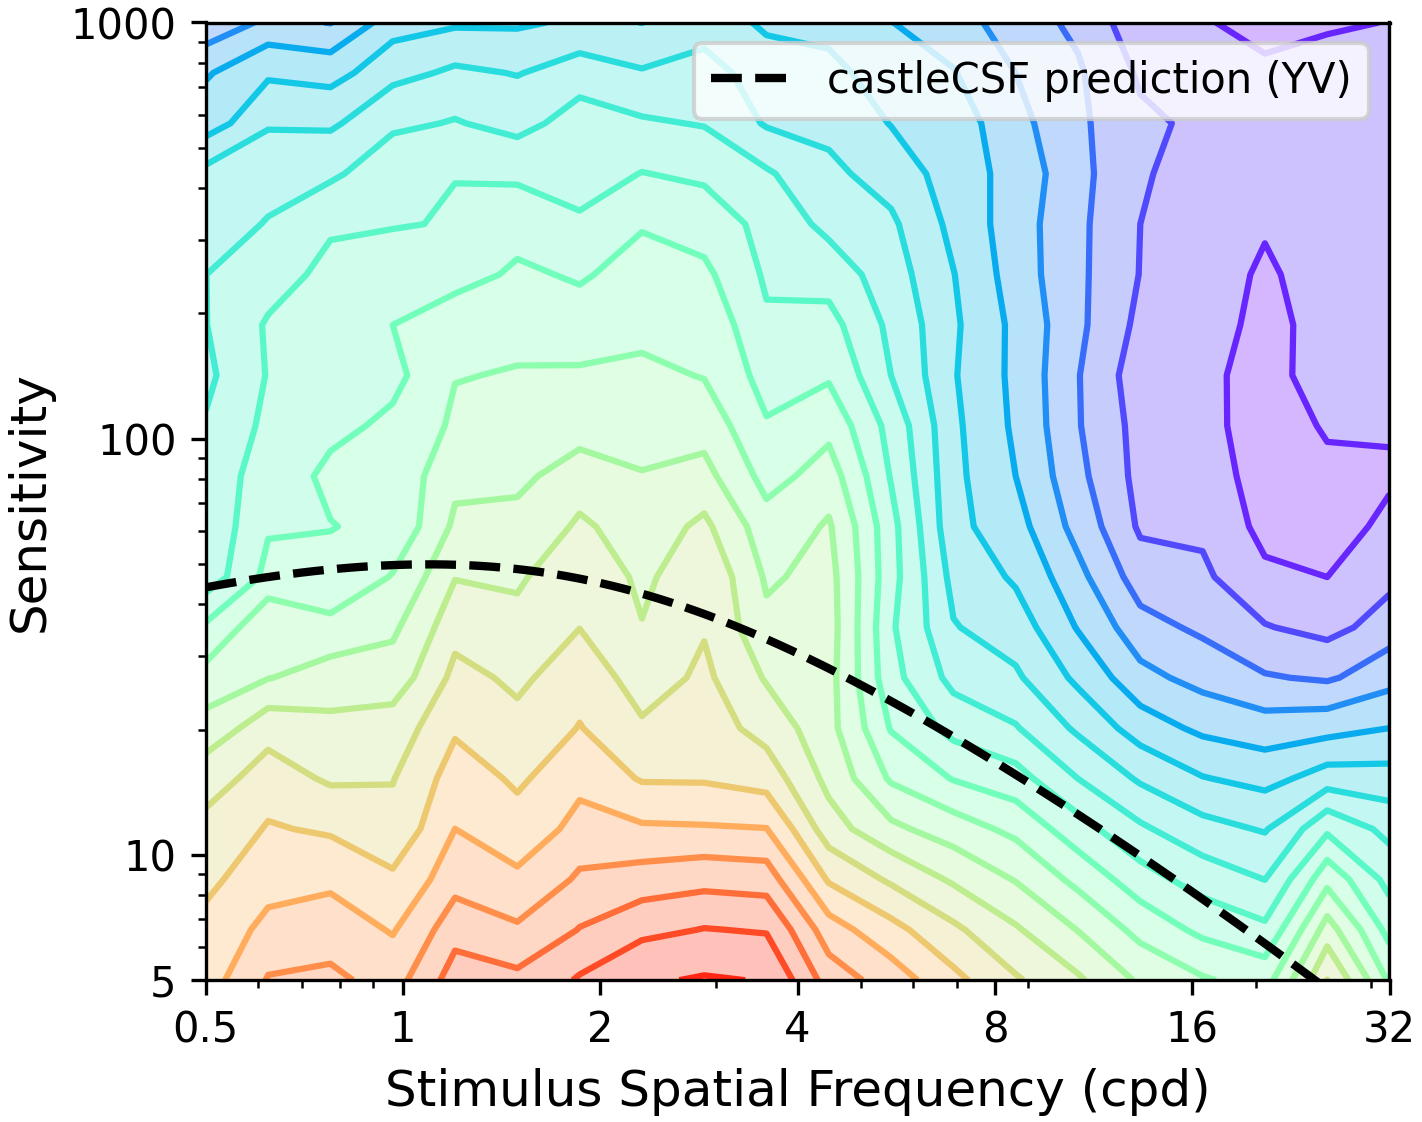 1000
castleCSF prediction (YV)
Sensitivity
100
10
5
0.5 1 2 4 8 16 32
Stimulus Spatial Frequency (cpd)